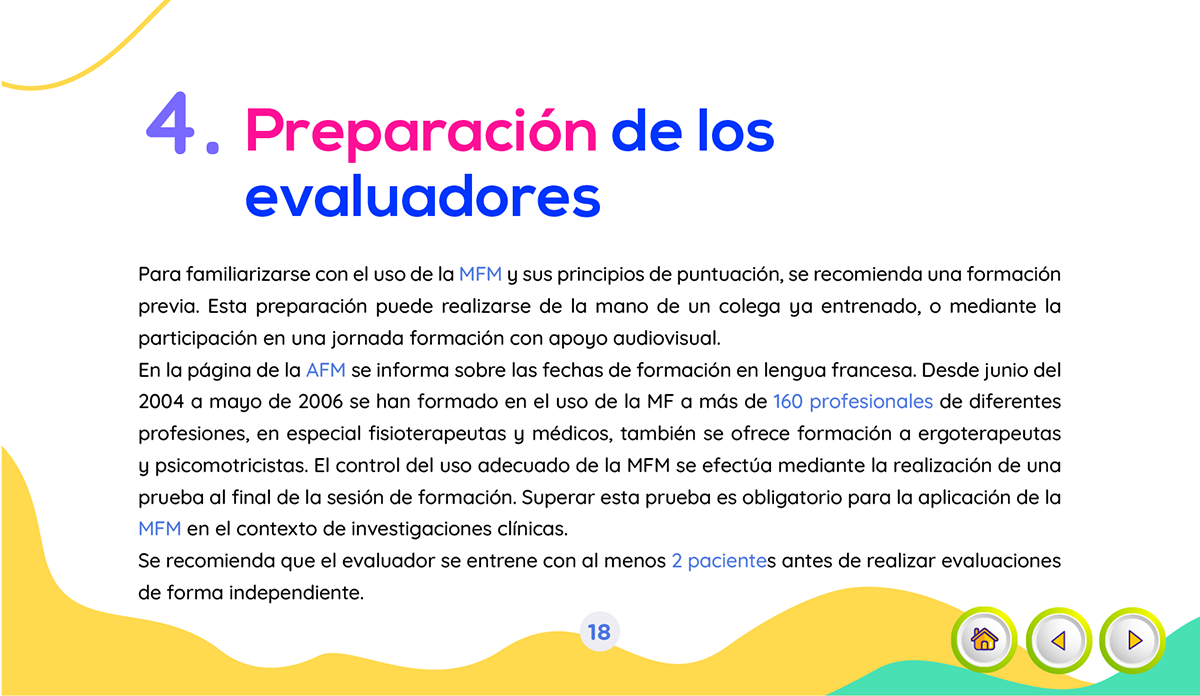 4. Preparación de los
evaluadores
Para familiarizarse con el uso de la MFM y sus principios de puntuación, se recomienda una formación
previa. Esta preparación puede realizarse de la mano de un colega ya entrenado, o mediante la
participación en una jornada formación con apoyo audiovisual.
En la página de la AFM se informa sobre las fechas de formación en lengua francesa. Desde junio del
2004 a mayo de 2006 se han formado en el uso de la MF a más de 160 profesionales de diferentes
profesiones, en especial fisioterapeutas y médicos, también se ofrece formación a ergoterapeutas
y psicomotricistas. El control del uso adecuado de la MFM se efectúa mediante la realización de una
prueba al final de la sesión de formación. Superar esta prueba es obligatorio para la aplicación de la
MFM en el contexto de investigaciones clínicas.
Se recomienda que el evaluador se entrene con al menos 2 pacientes antes de realizar evaluaciones
de forma independiente.
18